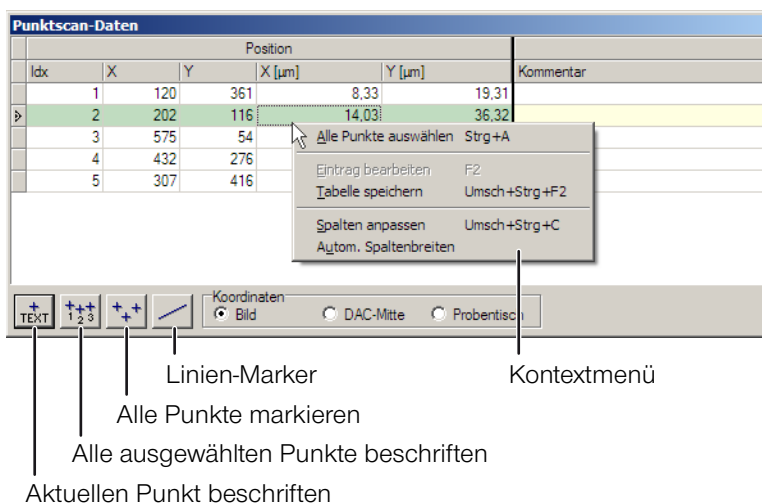 Punktscan-Daten
Position
Idx X Y X [µm] Y [µm] Kommentar
1 120 361 8,33 19,31
2 202 116 14,03 36,32
3 575 54
4 432 276
5 307 416
Alle Punkte auswählen Strg+A
Eintrag bearbeiten F2
Tabelle speichern Umsch+Strg+F2
Spalten anpassen Umsch+Strg+C
Autom. Spaltenbreiten
TEXT 1 2 3
Koordinaten
Bild DAC-Mitte Probentisch
Linien-Marker Kontextmenü
Alle Punkte markieren
Alle ausgewählten Punkte beschriften
Aktuellen Punkt beschriften